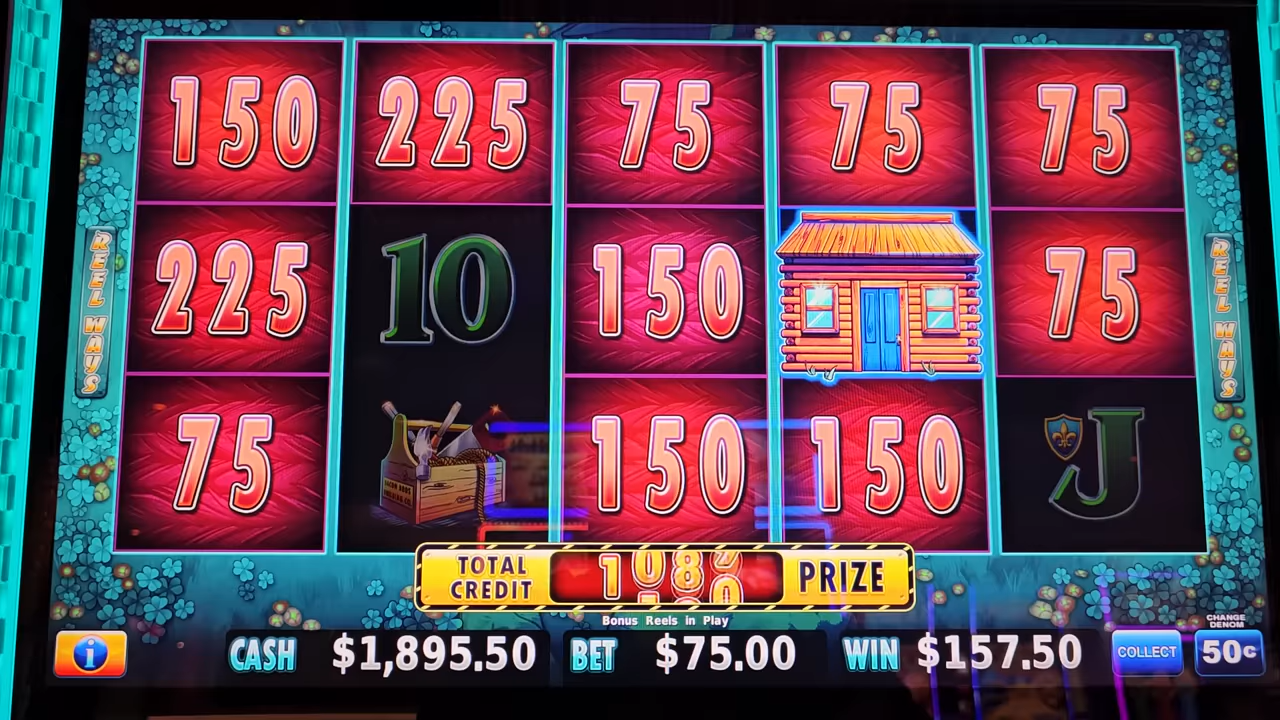 150 225 75 75 75
225 10 150 75
75 150 150 J
REEL WAYS
REEL WAYS
TOTAL
CREDIT
PRIZE
Bonus Reels in Play
CASH $1,895.50 BET $75.00 WIN $157.50
COLLECT
CHANGE
DENOM
50¢